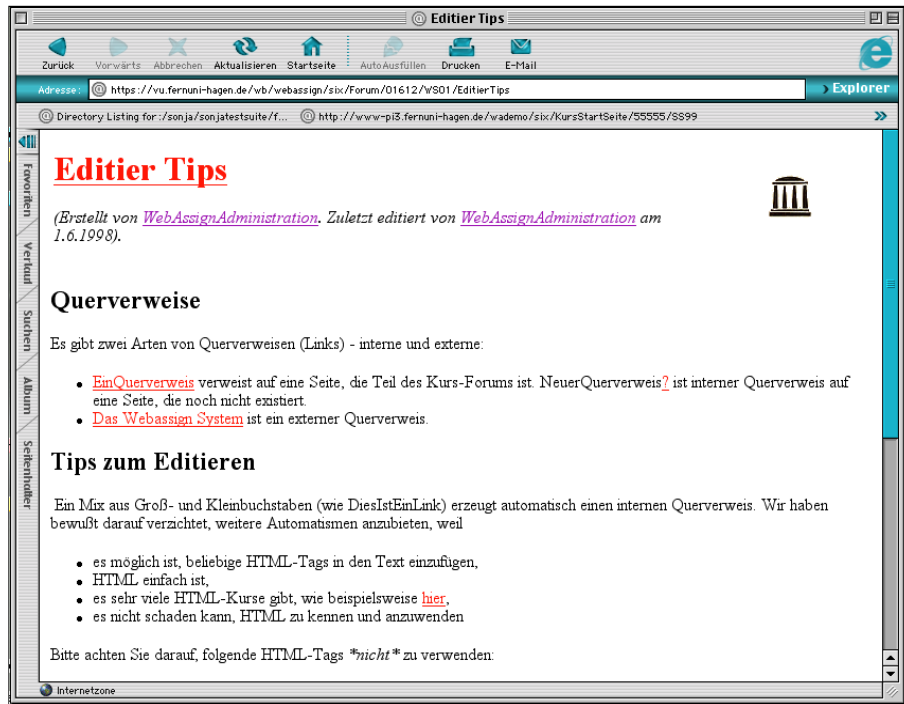 @ Editier Tips
Zurück Vorwärts Abbrechen Aktualisieren Startseite AutoAusfüllen Drucken E-Mail
Adresse: @ https://vu.fernuni-hagen.de/wb/webassign/six/Forum/01612/WS01/EditierTips Explorer
@ Directory Listing for :/sonja/sonjatestsuite/f... @ http://www-pi3.fernuni-hagen.de/wademo/six/KursStartSeite/55555/SS99 »
Favoriten
Verlauf
Suchen
Album
Seitenhalter
Editier Tips
(Erstellt von WebAssignAdministration. Zuletzt editiert von WebAssignAdministration am
1.6.1998).
Querverweise
Es gibt zwei Arten von Querverweisen (Links) - interne und externe:
• EinQuerverweis verweist auf eine Seite, die Teil des Kurs-Forums ist. NeuerQuerverweis? ist interner Querverweis auf
eine Seite, die noch nicht existiert.
• Das Webassign System ist ein externer Querverweis.
Tips zum Editieren
Ein Mix aus Groß- und Kleinbuchstaben (wie DiesIstEinLink) erzeugt automatisch einen internen Querverweis. Wir haben
bewußt darauf verzichtet, weitere Automatismen anzubieten, weil
• es möglich ist, beliebige HTML-Tags in den Text einzufügen,
• HTML einfach ist,
• es sehr viele HTML-Kurse gibt, wie beispielsweise hier,
• es nicht schaden kann, HTML zu kennen und anzuwenden
Bitte achten Sie darauf, folgende HTML-Tags *nicht* zu verwenden:
Internetzone